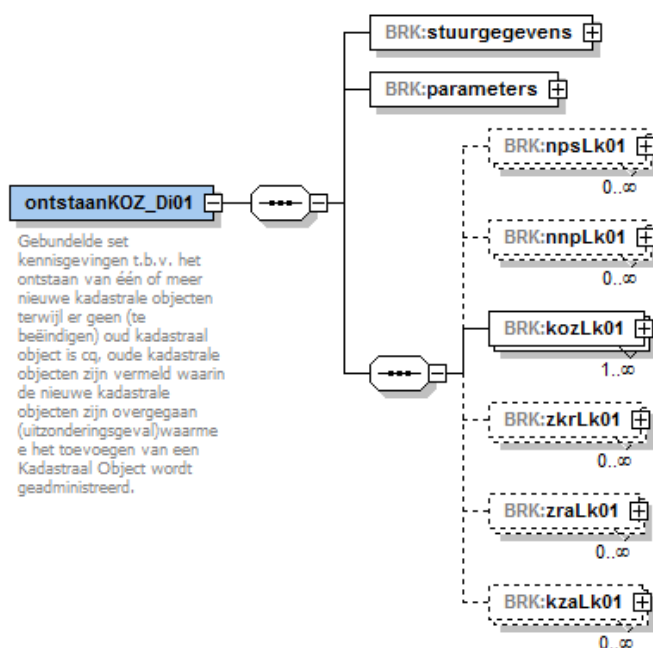 BRK:stuurgegevens
BRK:parameters
BRK:npsLk01
0..∞
BRK:nnpLk01
0..∞
ontstaanKOZ_Di01
Gebundelde set
kennisgevingen t.b.v. het
ontstaan van één of meer
nieuwe kadastrale objecten
terwijl er geen (te
beëindigen) oud kadastraal
object is cq, oude kadastrale
objecten zijn vermeld waarin
de nieuwe kadastrale
objecten zijn overgegaan
(uitzonderingsgeval)waarme
e het toevoegen van een
Kadastraal Object wordt
geadministreerd.
BRK:kozLk01
1..∞
BRK:zkrLk01
0..∞
BRK:zraLk01
0..∞
BRK:kzaLk01
0..∞